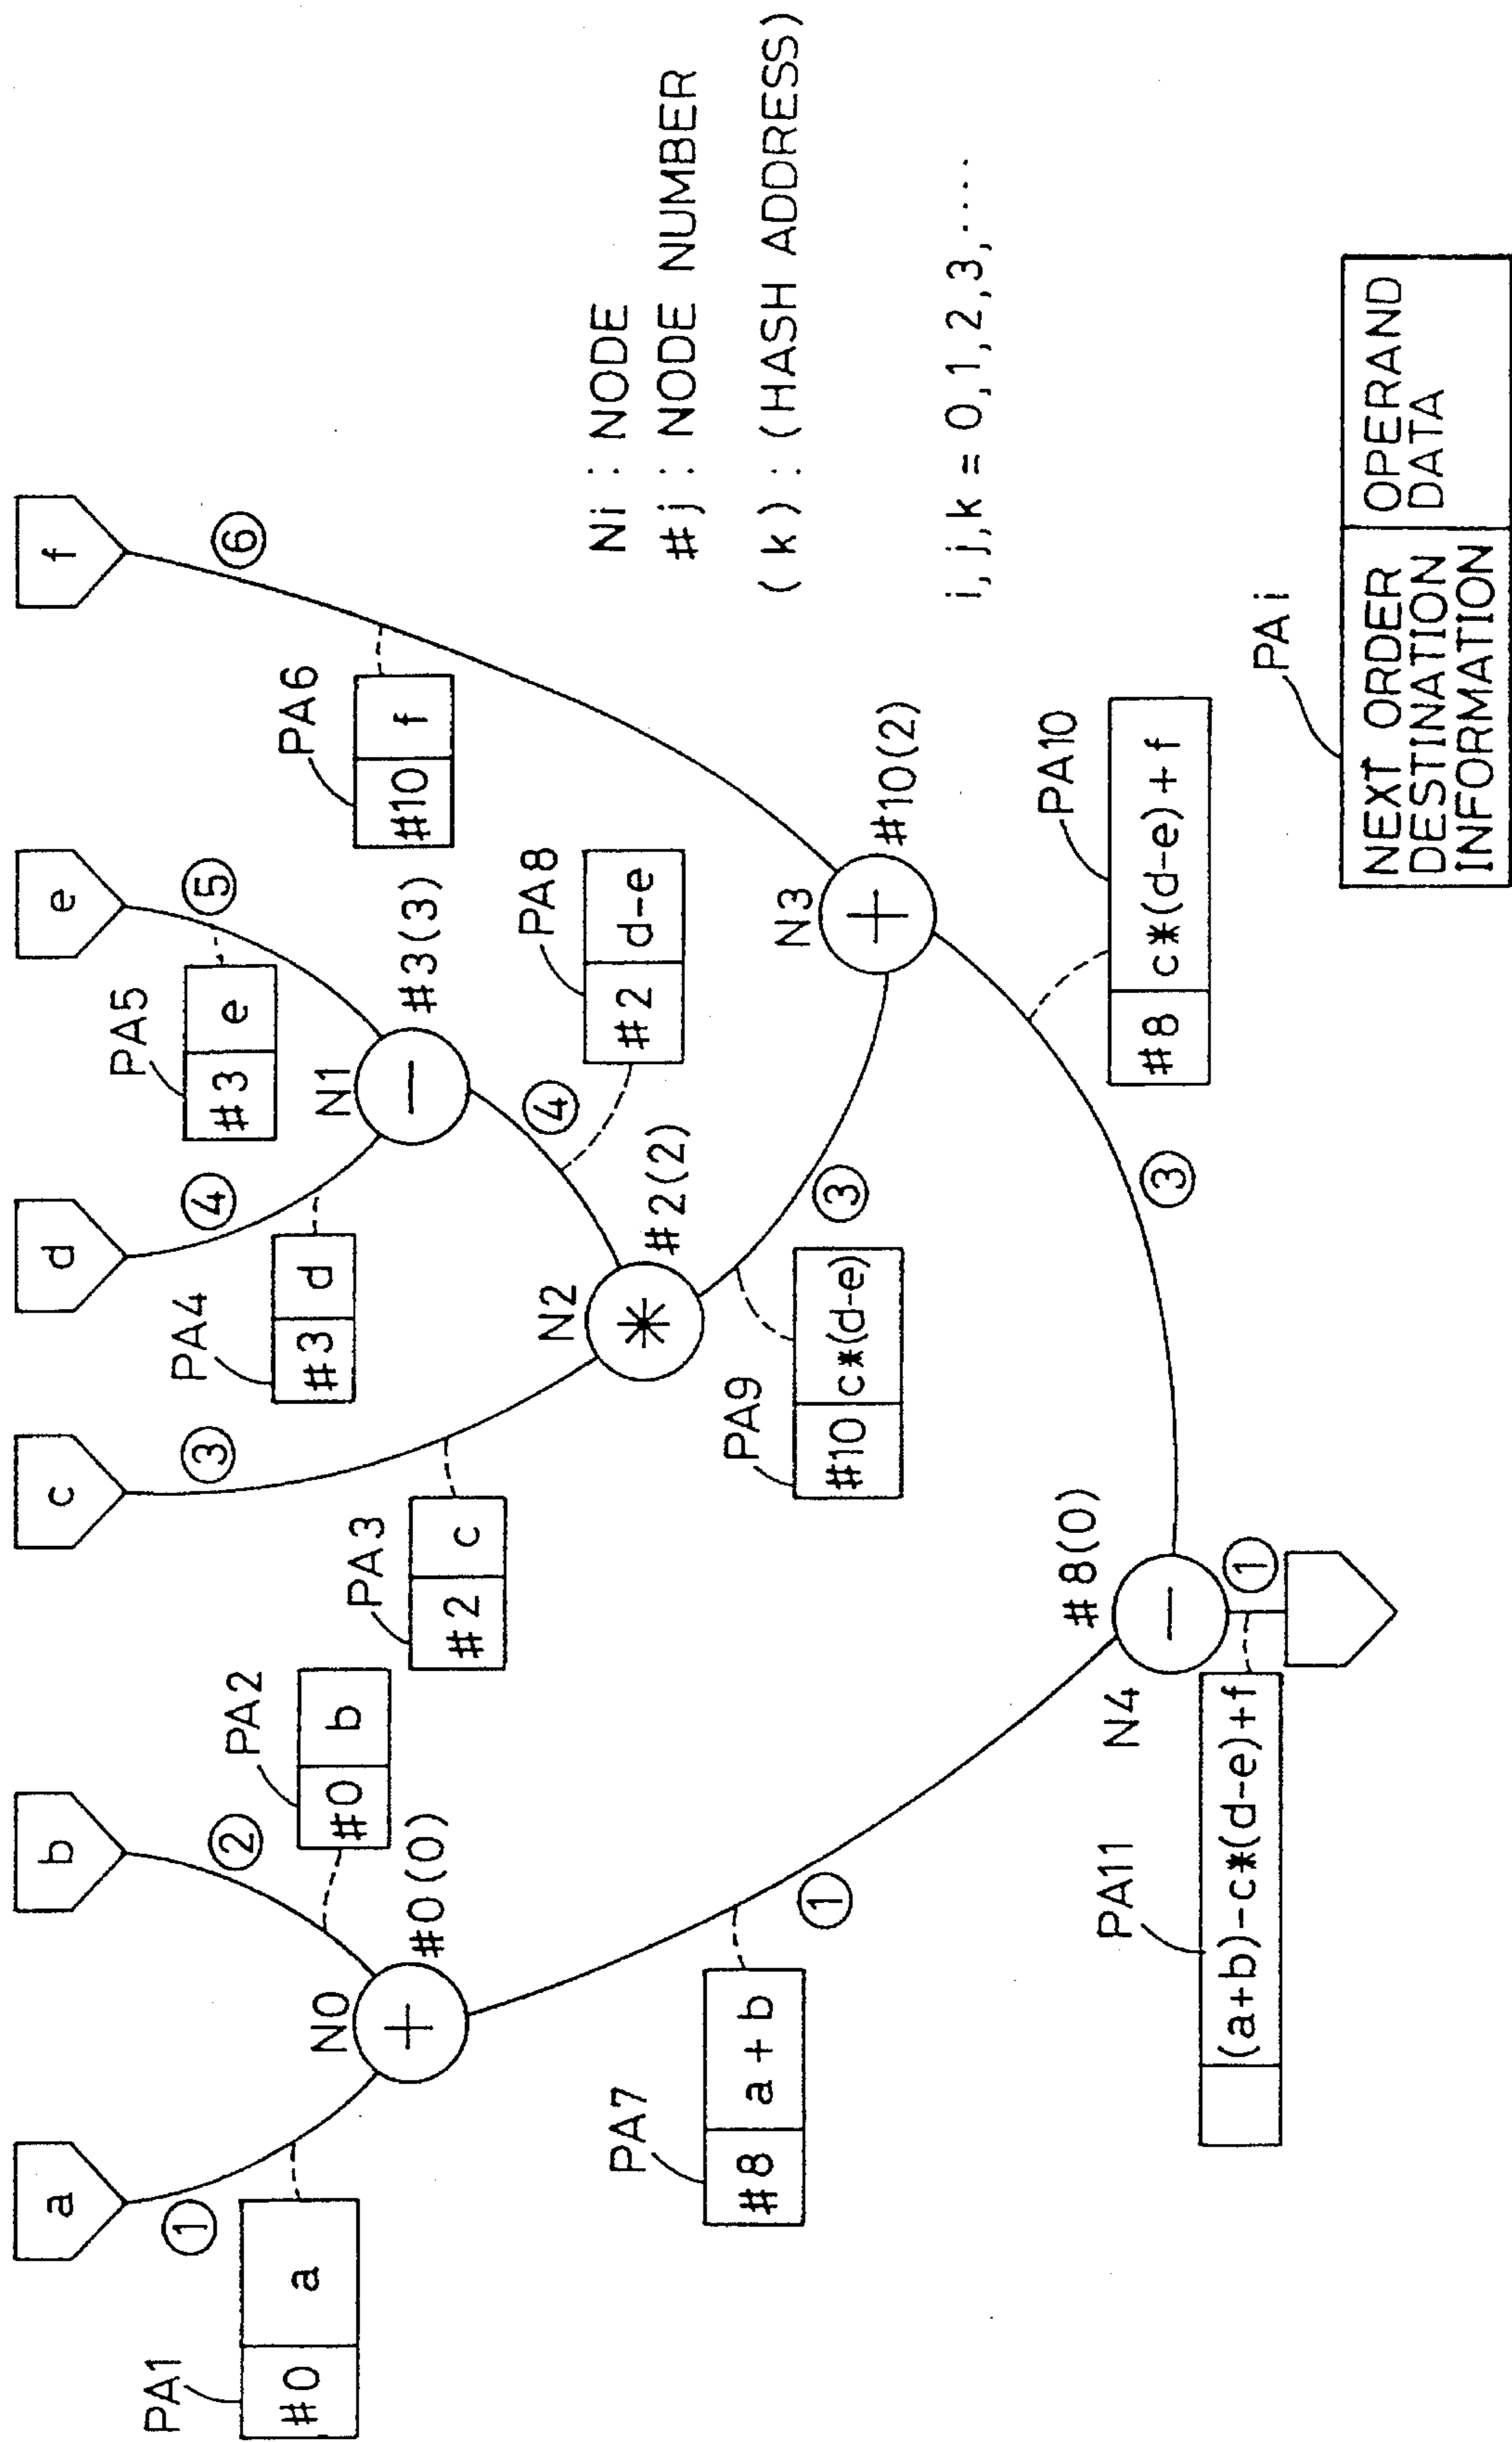 a
b
c
d
e
f
①
②
③
④
⑤
⑥
PA1
#0 a
PA2
#0 b
PA3
#2 c
PA4
#3 d
PA5
#3 e
PA6
#10 f
N0
+
#0(0)
N1
−
#3(3)
④
PA8
#2 d-e
N2
*
#2(2)
③
PA9
#10 c*(d-e)
N3
+
#10(2)
PA7
#8 a+b
①
③
PA10
#8 c*(d-e)+f
N4
−
#8(0)
①
PA11
(a+b)-c*(d-e)+f
Ni : NODE
#j : NODE NUMBER
(k) : (HASH ADDRESS)
i,j,k = 0,1,2,3,.....
PAi
NEXT ORDER
DESTINATION
INFORMATION
OPERAND
DATA